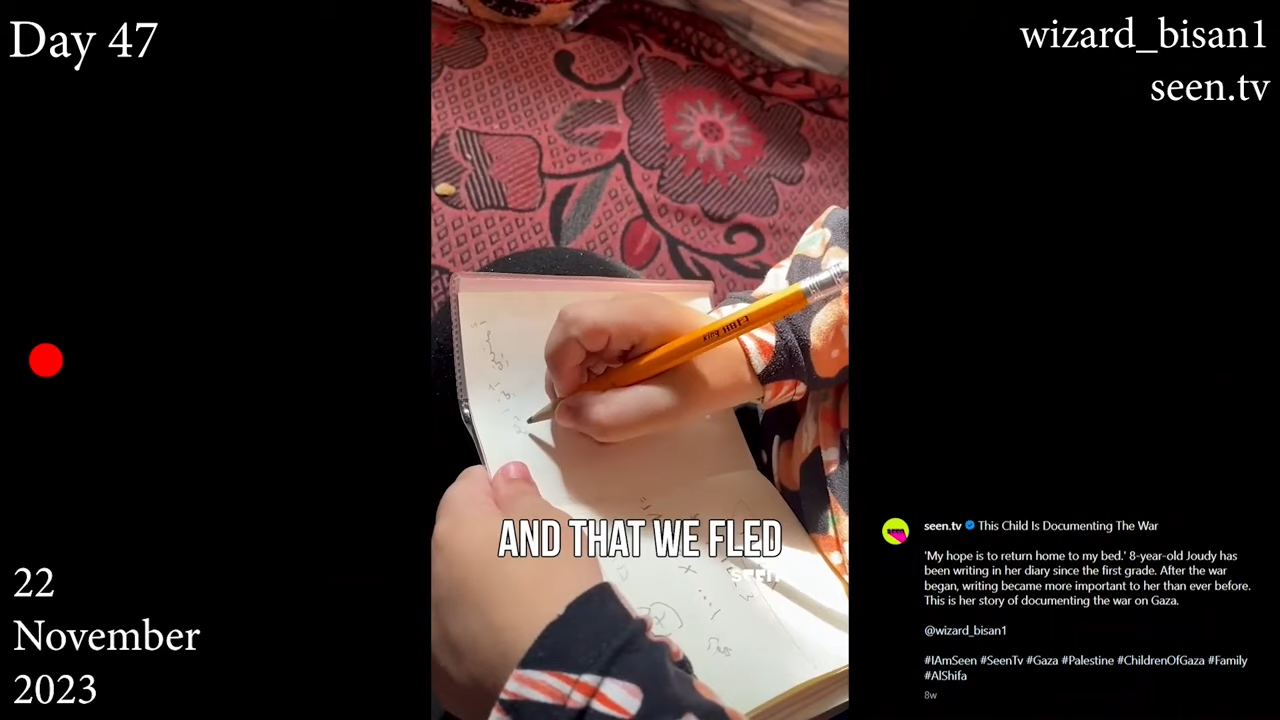 Day 47
wizard_bisan1
seen.tv
AND THAT WE FLED
seen
22
November
2023
seen.tv This Child Is Documenting The War
'My hope is to return home to my bed.' 8-year-old Joudy has
been writing in her diary since the first grade. After the war
began, writing became more important to her than ever before.
This is her story of documenting the war on Gaza.
@wizard_bisan1
#IAmSeen #SeenTv #Gaza #Palestine #ChildrenOfGaza #Family
#AlShifa
8w